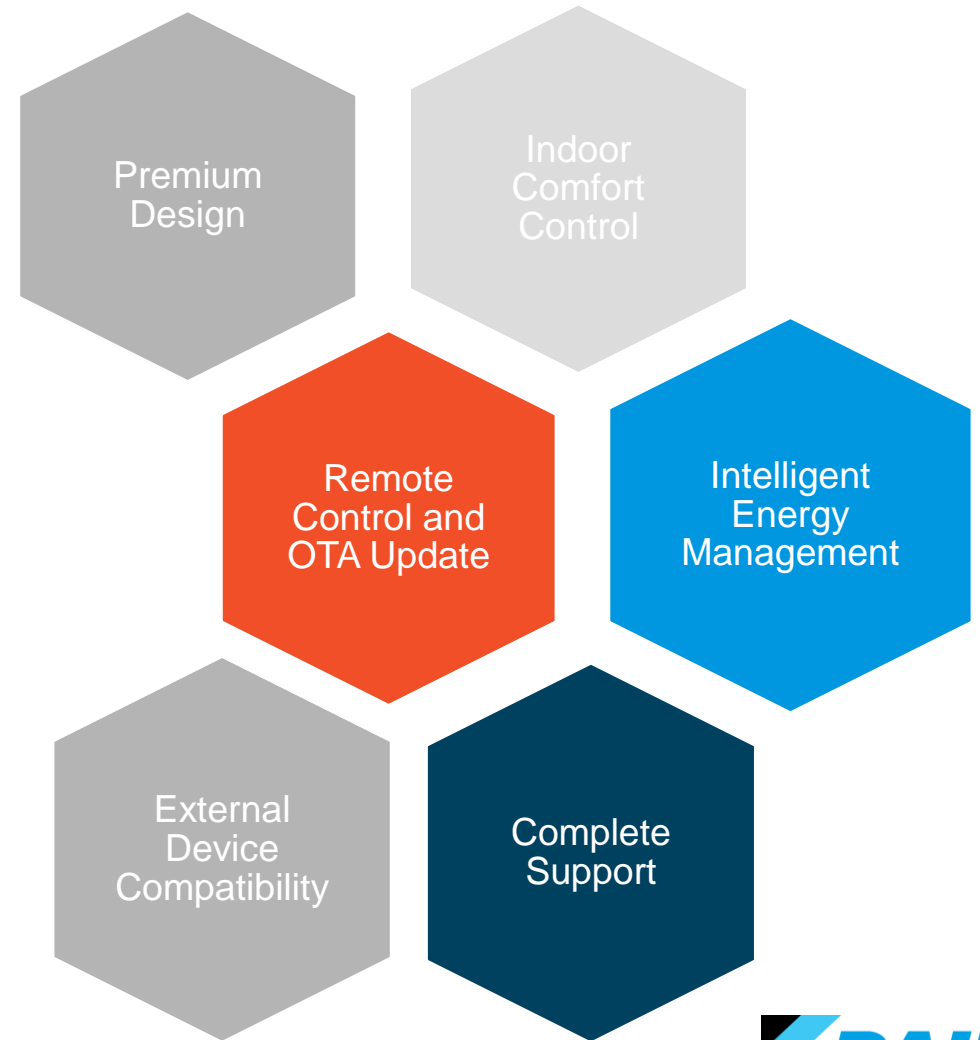 Premium
Design
Indoor
Comfort
Control
Remote
Control and
OTA Update
Intelligent
Energy
Management
External
Device
Compatibility
Complete
Support